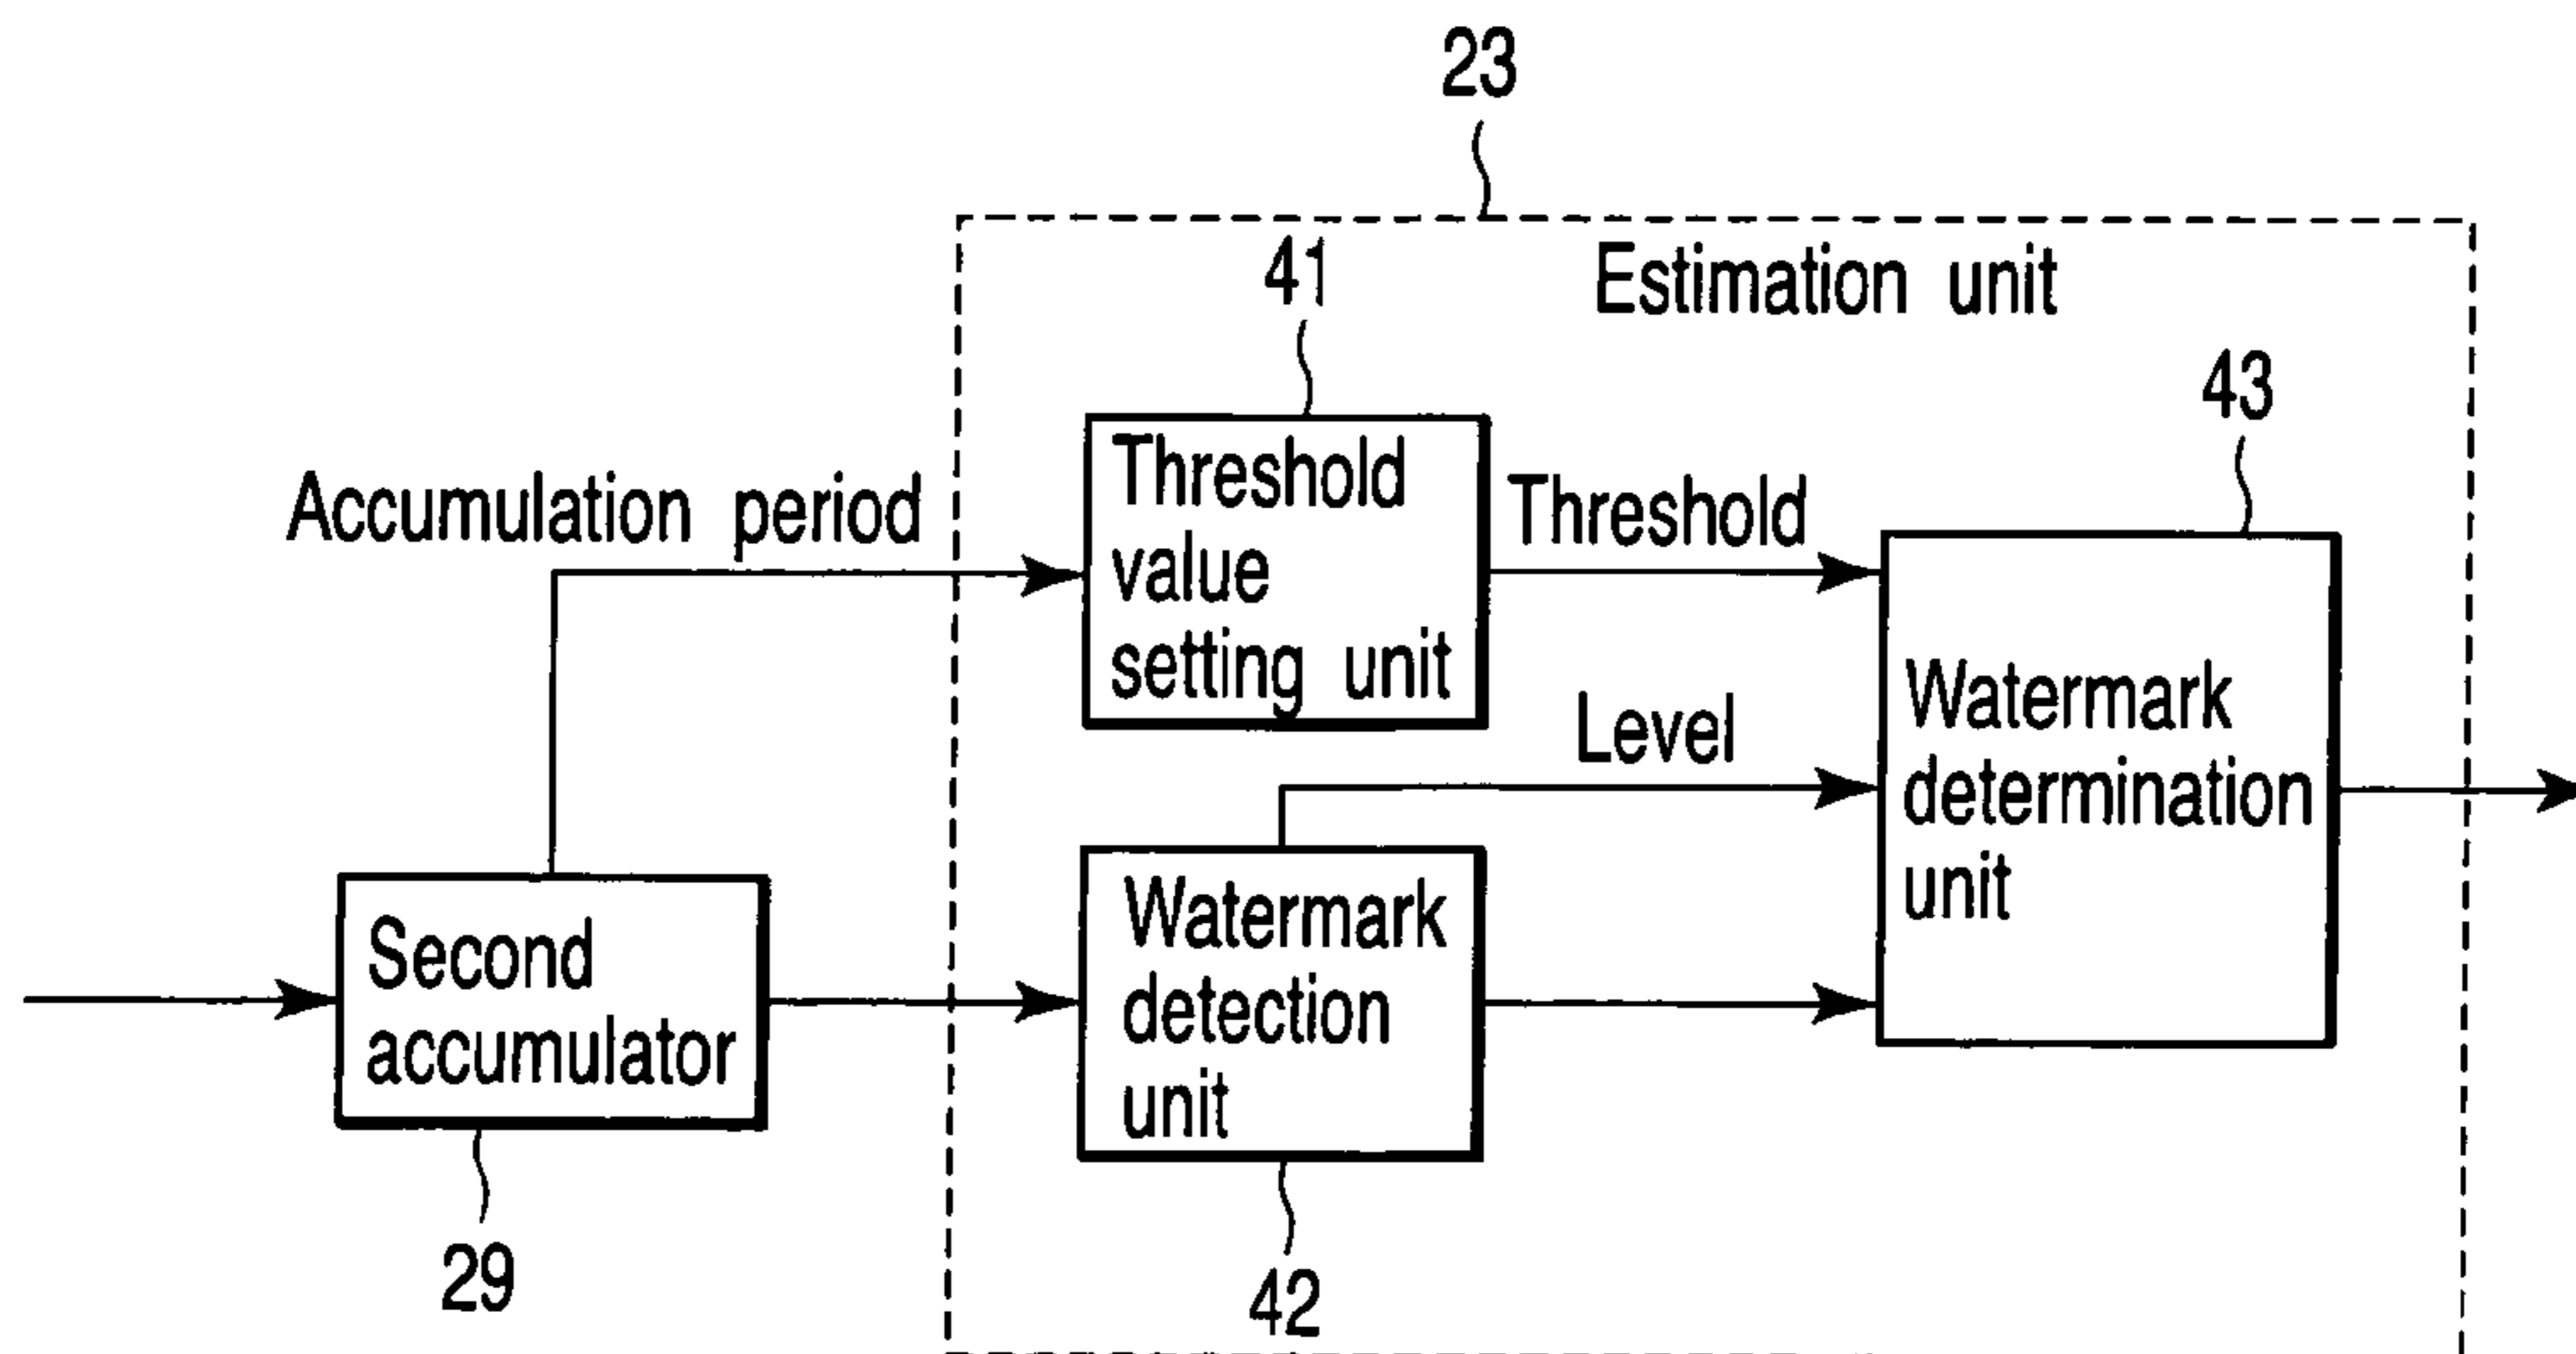 23
41
Estimation unit
43
Accumulation period
Threshold
value
setting unit
Threshold
Level
Watermark
determination
unit
Second
accumulator
Watermark
detection
unit
29
42